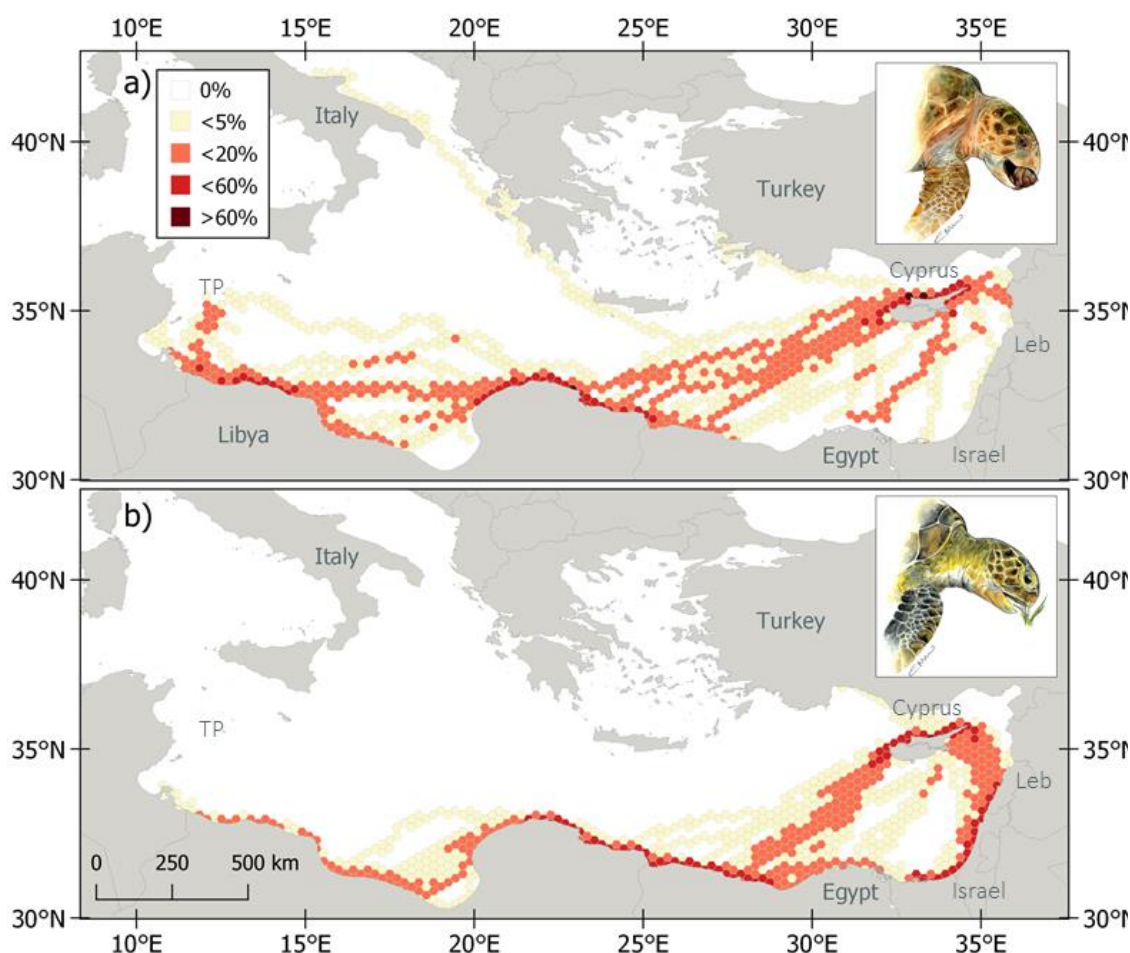 10°E 15°E 20°E 25°E 30°E 35°E
a)
0%
<5%
<20%
<60%
>60%
Italy
40°N 40°N
Turkey
TP
Cyprus
35°N 35°N
Leb
Libya
Egypt
Israel
30°N 30°N
b)
Italy
40°N 40°N
Turkey
Cyprus
TP
35°N 35°N
Leb
0 250 500 km
Egypt
Israel
30°N 30°N
10°E 15°E 20°E 25°E 30°E 35°E